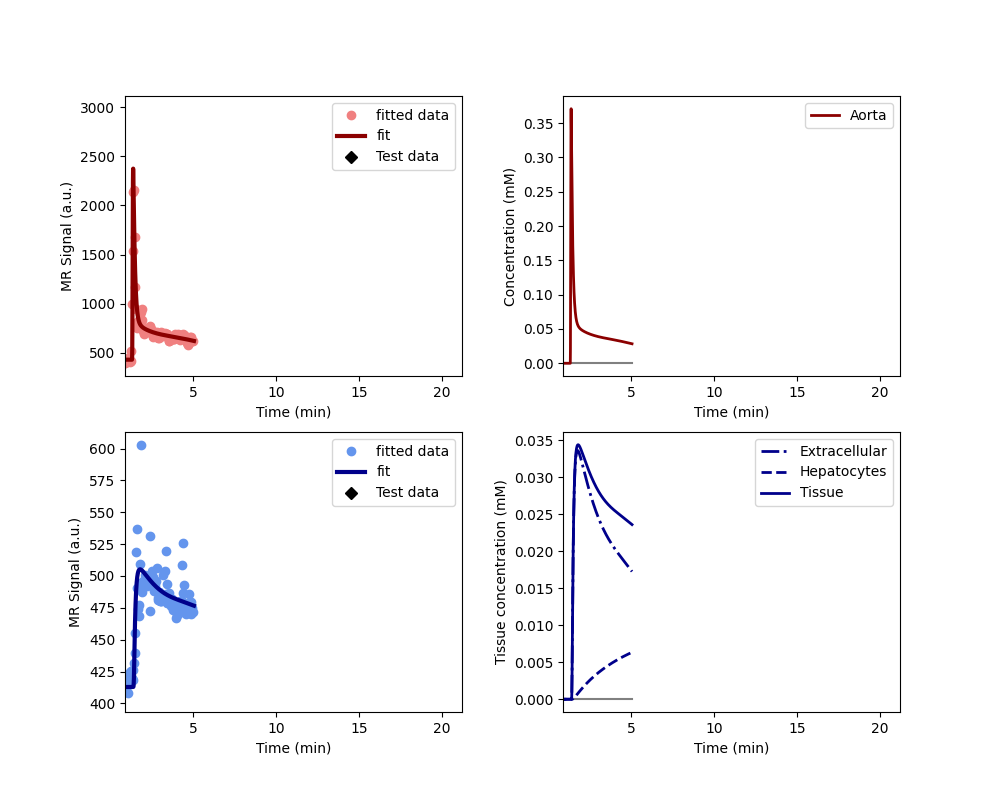 3000
2500
2000
1500
1000
500
MR Signal (a.u.)
5 10 15 20
Time (min)
fitted data
fit
Test data
0.35
0.30
0.25
0.20
0.15
0.10
0.05
0.00
Concentration (mM)
5 10 15 20
Time (min)
Aorta
600
575
550
525
500
475
450
425
400
MR Signal (a.u.)
5 10 15 20
Time (min)
fitted data
fit
Test data
0.035
0.030
0.025
0.020
0.015
0.010
0.005
0.000
Tissue concentration (mM)
5 10 15 20
Time (min)
Extracellular
Hepatocytes
Tissue